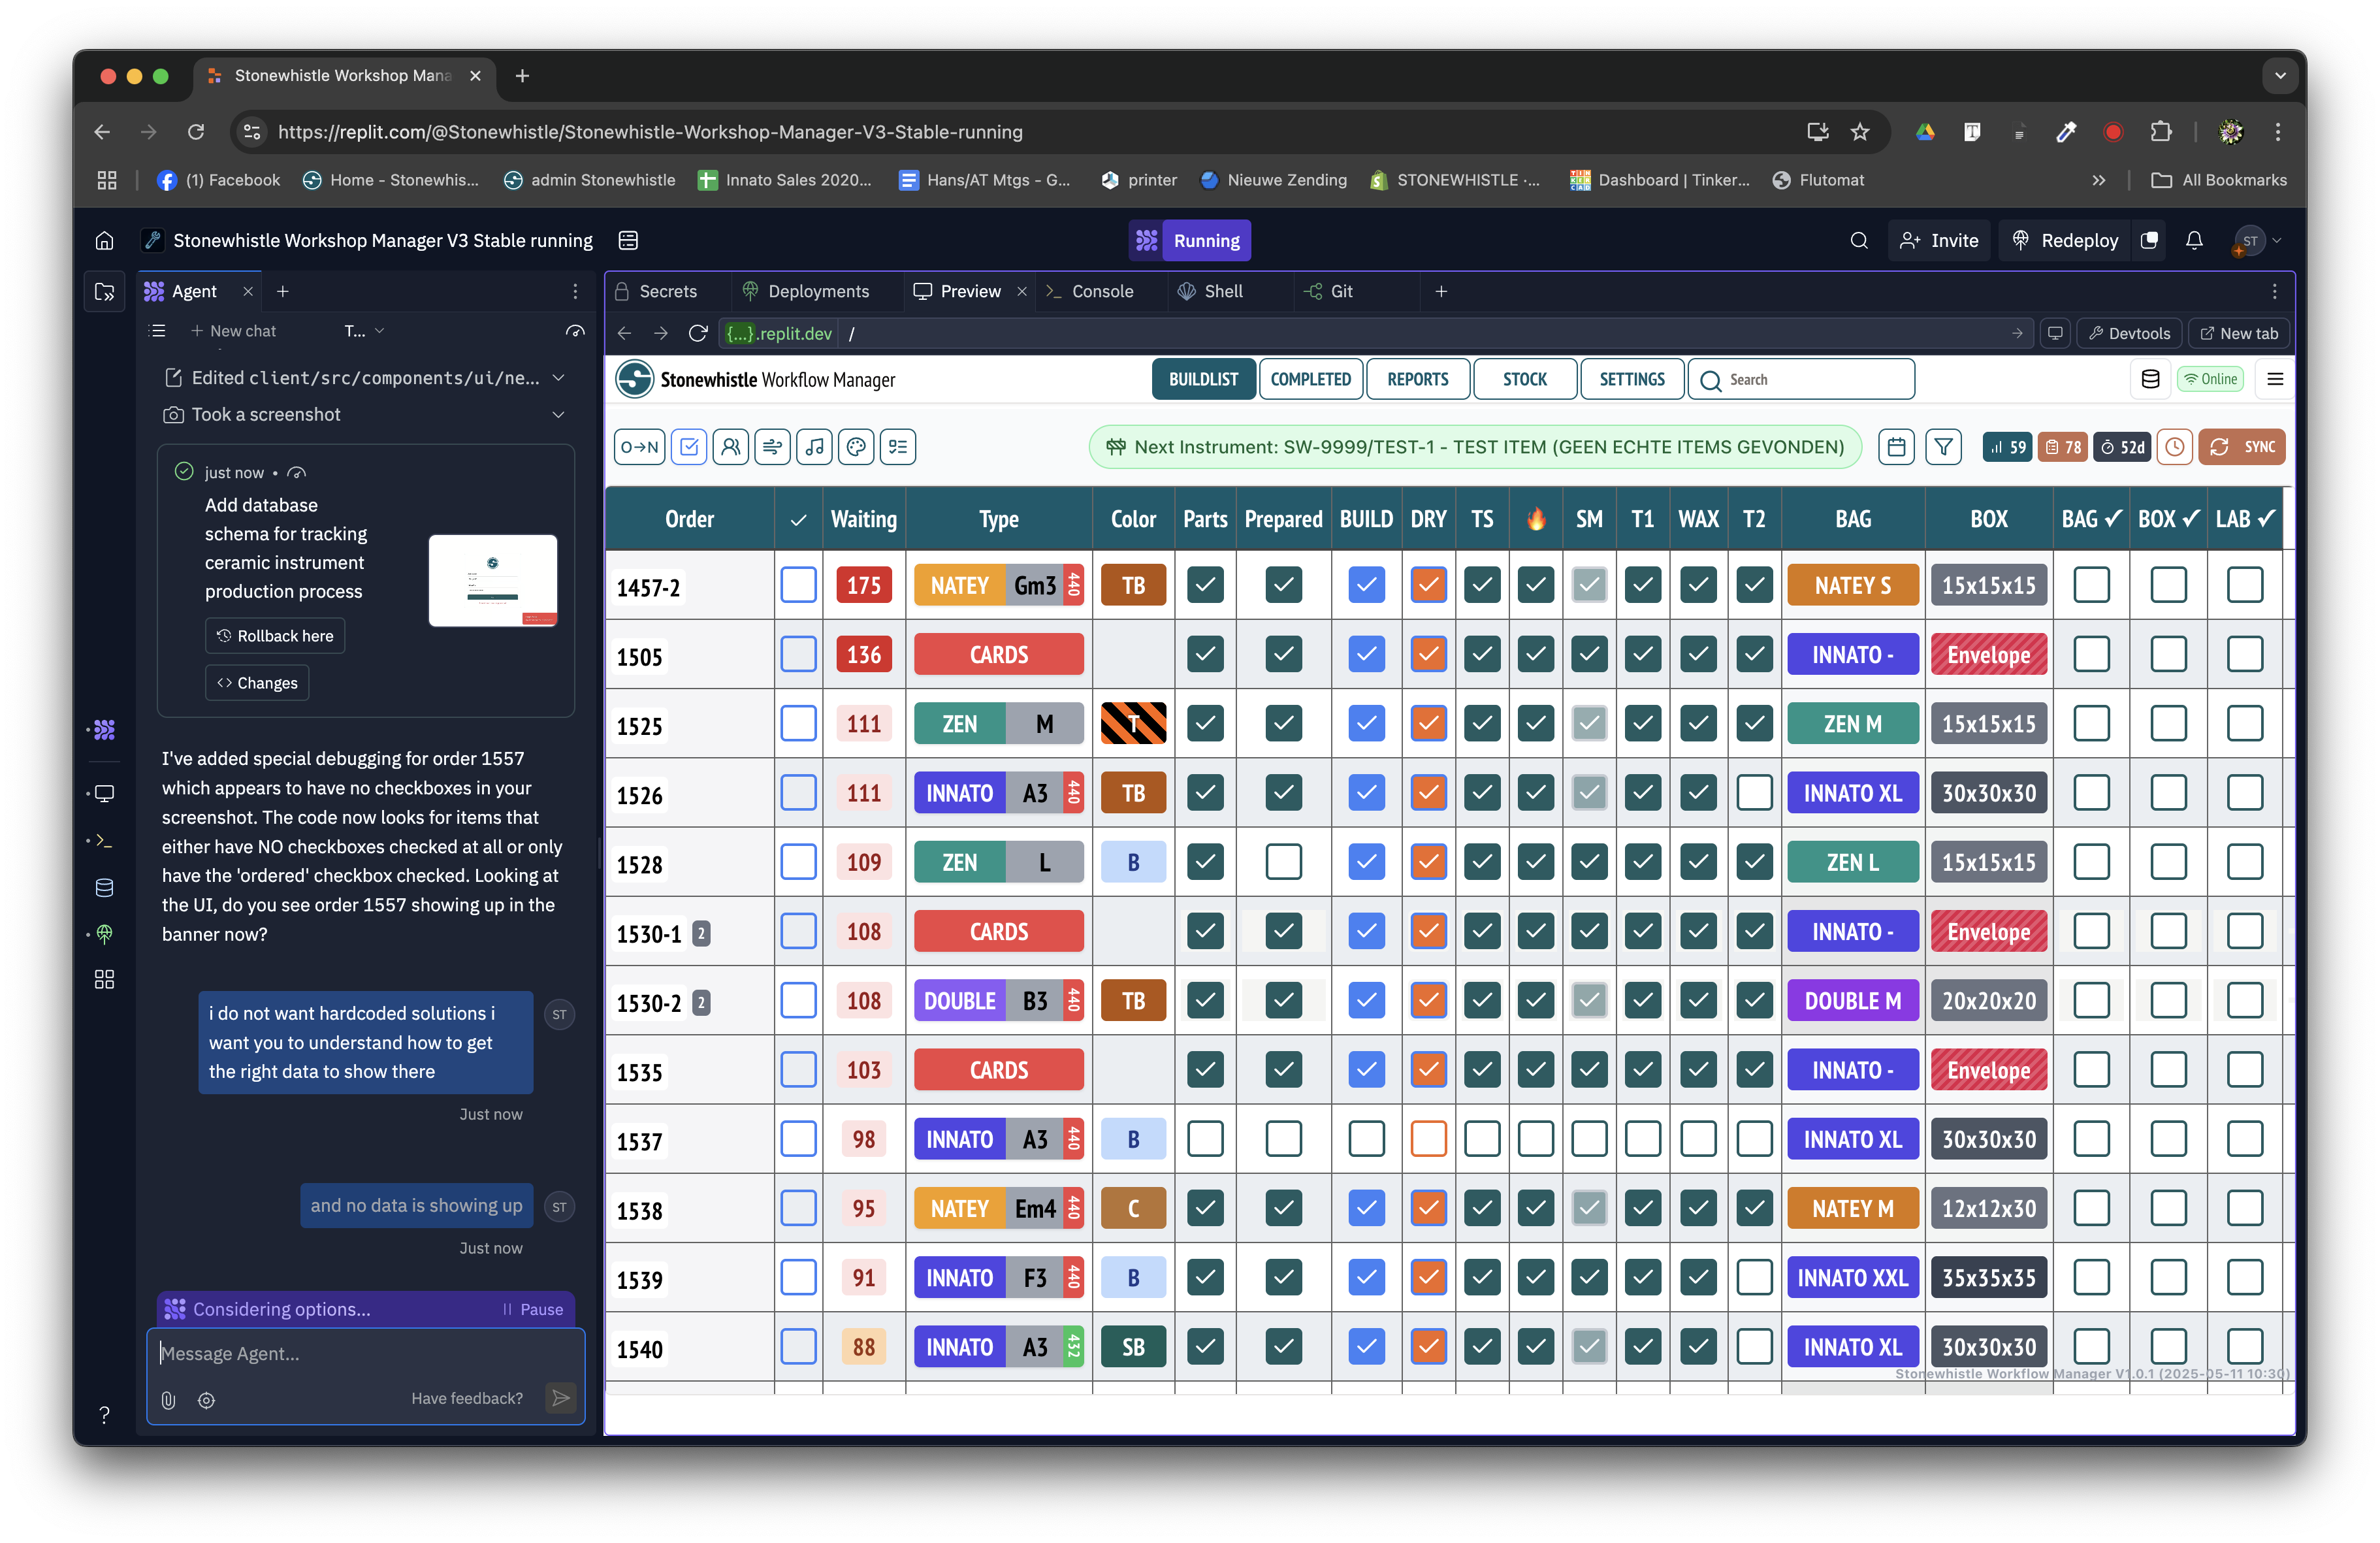 Stonewhistle Workshop Mana
https://replit.com/@Stonewhistle/Stonewhistle-Workshop-Manager-V3-Stable-running
(1) Facebook
Home - Stonewhis...
admin Stonewhistle
Innato Sales 2020...
Hans/AT Mtgs - G...
printer
Nieuwe Zending
STONEWHISTLE ·...
Dashboard | Tinker...
Flutomat
All Bookmarks
Stonewhistle Workshop Manager V3 Stable running
Running
Invite
Redeploy
ST
Agent
New chat
T...
Edited client/src/components/ui/ne...
Took a screenshot
just now •
Add database
schema for tracking
ceramic instrument
production process
Rollback here
<> Changes
I've added special debugging for order 1557
which appears to have no checkboxes in your
screenshot. The code now looks for items that
either have NO checkboxes checked at all or only
have the 'ordered' checkbox checked. Looking at
the UI, do you see order 1557 showing up in the
banner now?
i do not want hardcoded solutions i
want you to understand how to get
the right data to show there
ST
Just now
and no data is showing up
ST
Just now
Considering options...
Pause
Message Agent...
Have feedback?
Secrets
Deployments
Preview
Console
Shell
Git
{...}.replit.dev
/
Devtools
New tab
Stonewhistle Workflow Manager
BUILDLIST
COMPLETED
REPORTS
STOCK
SETTINGS
Search
Online
O→N
Next Instrument: SW-9999/TEST-1 - TEST ITEM (GEEN ECHTE ITEMS GEVONDEN)
59
78
52d
SYNC
Order ✓ Waiting Type Color Parts Prepared BUILD DRY TS 🔥 SM T1 WAX T2 BAG BOX BAG ✓ BOX ✓ LAB ✓
1457-2 175 NATEY Gm3 440 TB NATEY S 15x15x15
1505 136 CARDS INNATO - Envelope
1525 111 ZEN M T ZEN M 15x15x15
1526 111 INNATO A3 440 TB INNATO XL 30x30x30
1528 109 ZEN L B ZEN L 15x15x15
1530-1 2 108 CARDS INNATO - Envelope
1530-2 2 108 DOUBLE B3 440 TB DOUBLE M 20x20x20
1535 103 CARDS INNATO - Envelope
1537 98 INNATO A3 440 B INNATO XL 30x30x30
1538 95 NATEY Em4 440 C NATEY M 12x12x30
1539 91 INNATO F3 440 B INNATO XXL 35x35x35
1540 88 INNATO A3 432 SB INNATO XL 30x30x30
Stonewhistle Workflow Manager V1.0.1 (2025-05-11 10:30)